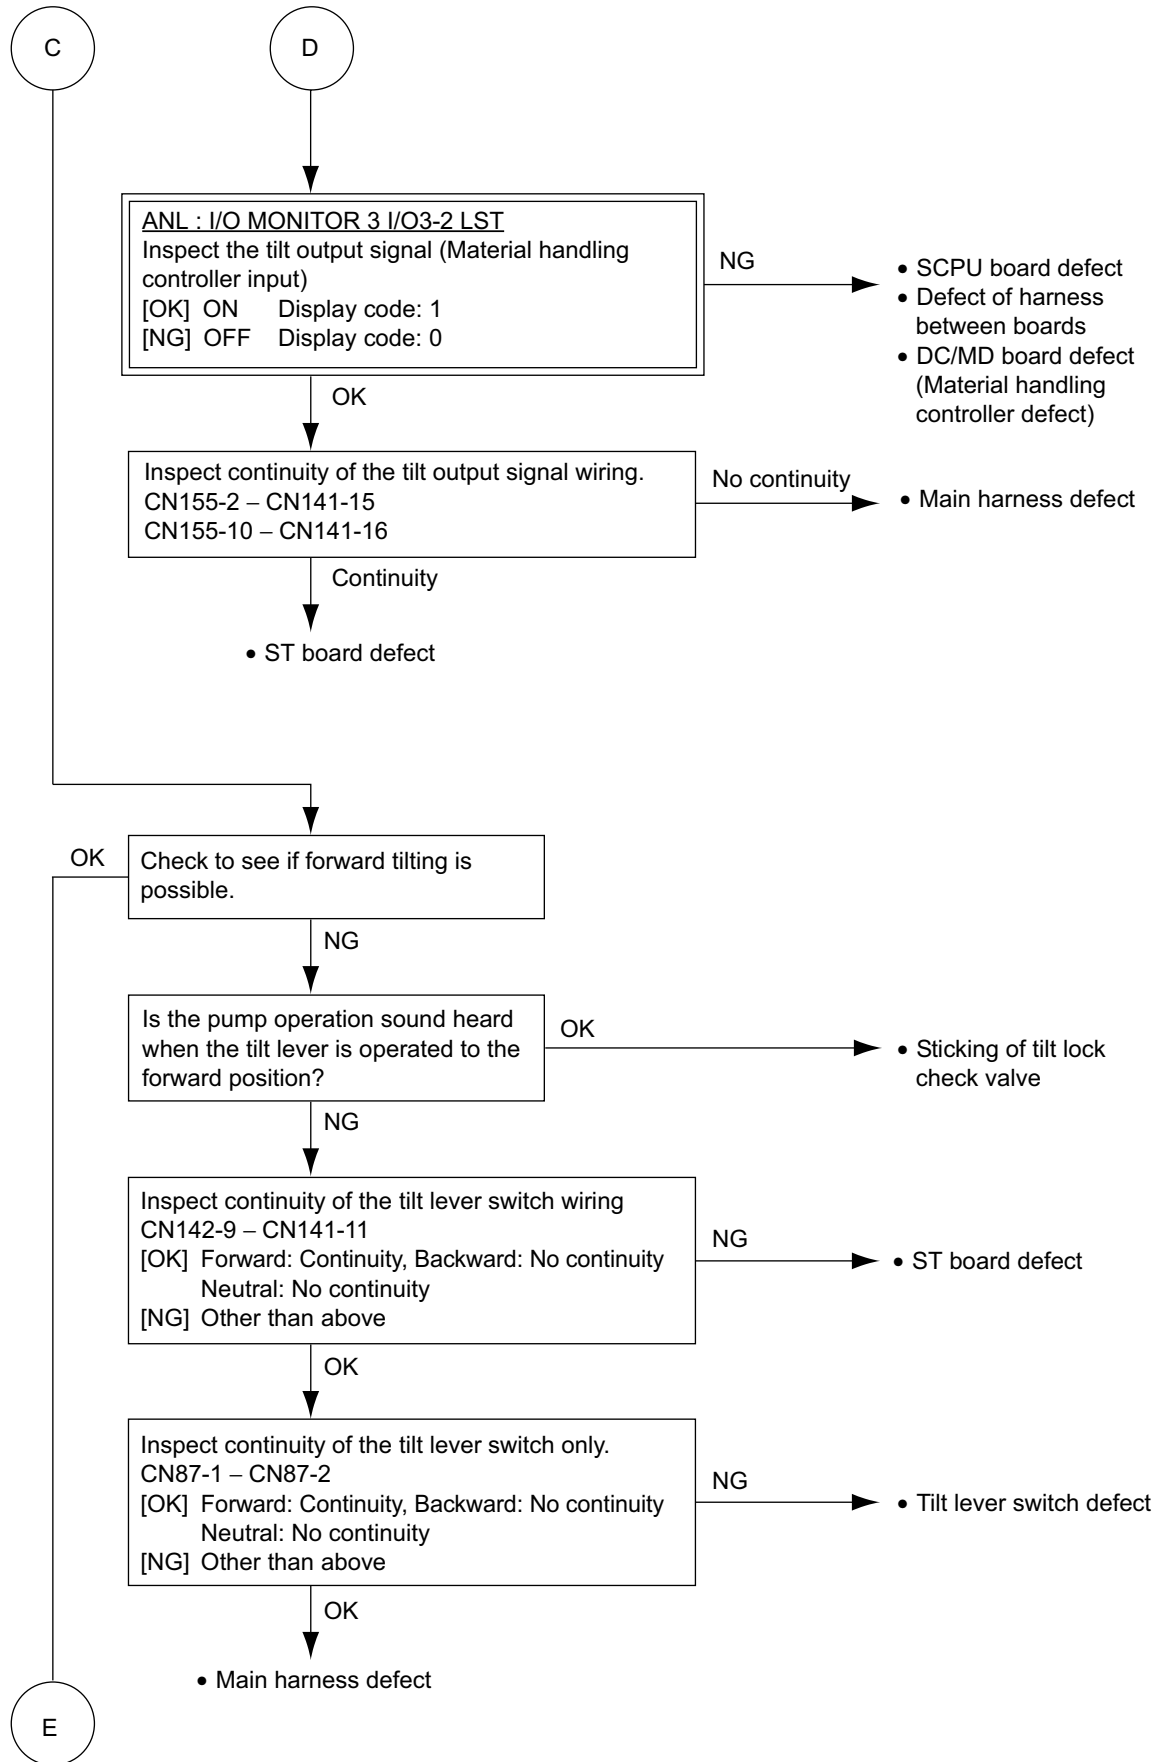 C
D
ANL : I/O MONITOR 3 I/O3-2 LST
Inspect the tilt output signal (Material handling
controller input)
[OK] ON Display code: 1
[NG] OFF Display code: 0
NG
• SCPU board defect
• Defect of harness
between boards
• DC/MD board defect
(Material handling
controller defect)
OK
Inspect continuity of the tilt output signal wiring.
CN155-2 – CN141-15
CN155-10 – CN141-16
No continuity
• Main harness defect
Continuity
• ST board defect
OK
Check to see if forward tilting is
possible.
NG
Is the pump operation sound heard
when the tilt lever is operated to the
forward position?
OK
• Sticking of tilt lock
check valve
NG
Inspect continuity of the tilt lever switch wiring
CN142-9 – CN141-11
[OK] Forward: Continuity, Backward: No continuity
Neutral: No continuity
[NG] Other than above
NG
• ST board defect
OK
Inspect continuity of the tilt lever switch only.
CN87-1 – CN87-2
[OK] Forward: Continuity, Backward: No continuity
Neutral: No continuity
[NG] Other than above
NG
• Tilt lever switch defect
OK
• Main harness defect
E